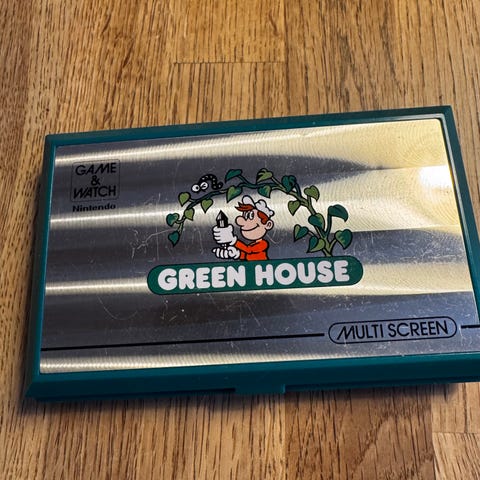 GAME
&
WATCH
Nintendo
GREEN HOUSE
MULTI SCREEN